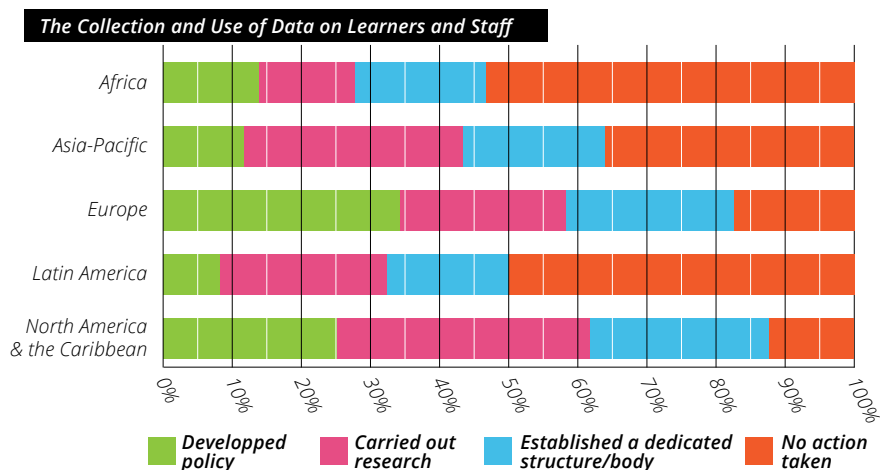 The Collection and Use of Data on Learners and Staff
Africa
Asia-Pacific
Europe
Latin America
North America
& the Caribbean
0%
10%
20%
30%
40%
50%
60%
70%
80%
90%
100%
Developped
policy
Carried out
research
Established a dedicated
structure/body
No action
taken